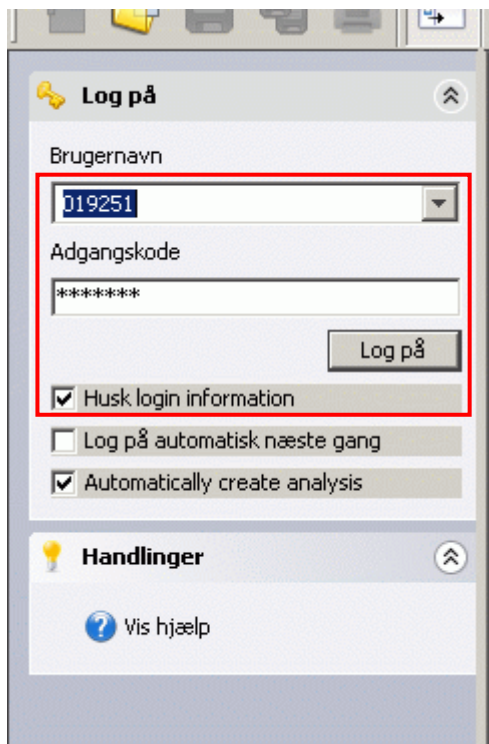 Log på
Brugernavn
019251
Adgangskode
*******
Log på
Husk login information
Log på automatisk næste gang
Automatically create analysis
Handlinger
Vis hjælp